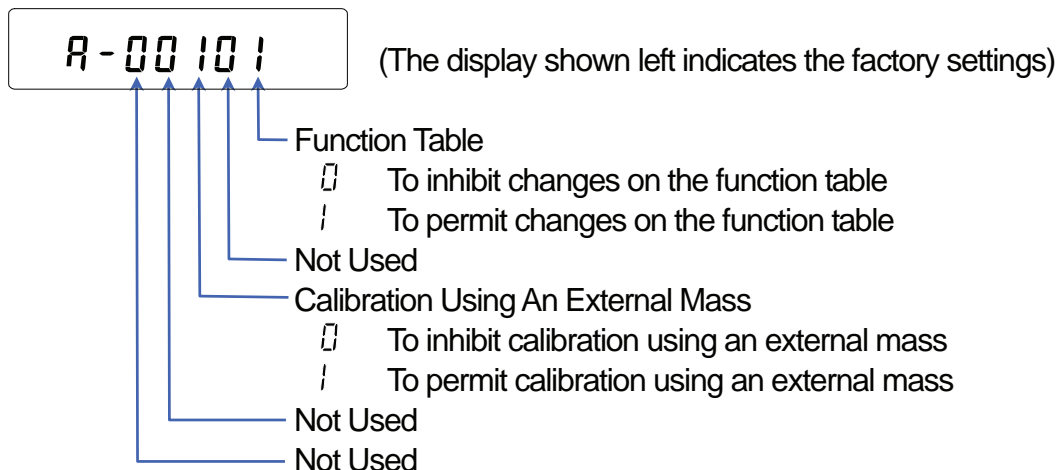 A-00101
(The display shown left indicates the factory settings)
Function Table
0 To inhibit changes on the function table
1 To permit changes on the function table
Not Used
Calibration Using An External Mass
0 To inhibit calibration using an external mass
1 To permit calibration using an external mass
Not Used
Not Used